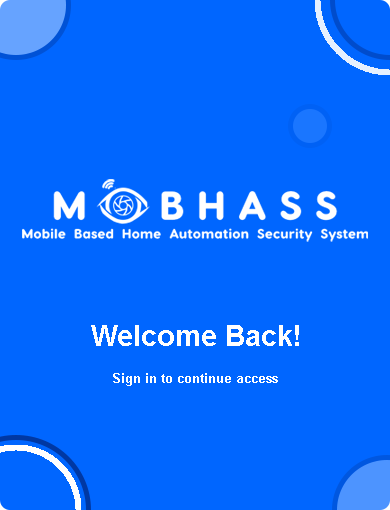 MOBHASS
Mobile Based Home Automation Security System
Welcome Back!
Sign in to continue access